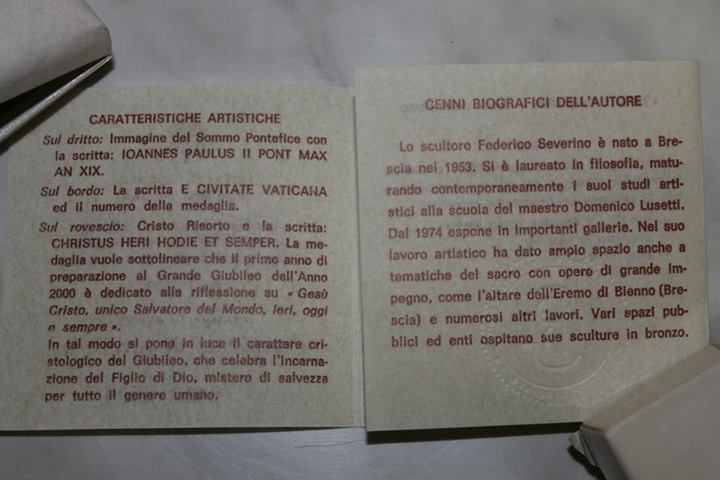 CARATTERISTICHE ARTISTICHE
Sul dritto: Immagine del Sommo Pontefice con
la scritta: IOANNES PAULUS II PONT MAX
AN XIX.
Sul bordo: La scritta E CIVITATE VATICANA
ed il numero della medaglia.
Sul rovescio: Cristo Risorto e la scritta:
CHRISTUS HERI HODIE ET SEMPER. La me-
daglia vuole sottolineare che il primo anno di
preparazione al Grande Giubileo dell'Anno
2000 è dedicato alla riflessione su « Gesù
Cristo, unico Salvatore del Mondo, ieri, oggi
e sempre ».
In tal modo si pone in luce il carattere cri-
stologico del Giubileo, che celebra l'Incarna-
zione del Figlio di Dio, mistero di salvezza
per tutto il genere umano.
CENNI BIOGRAFICI DELL'AUTORE
Lo scultore Federico Severino è nato a Bre-
scia nel 1953. Si è laureato in filosofia, matu-
rando contemporaneamente i suoi studi arti-
stici alla scuola del maestro Domenico Lusetti.
Dal 1974 espone in importanti gallerie. Nel suo
lavoro artistico ha dato ampio spazio anche a
tematiche del sacro con opere di grande im-
pegno, come l'altare dell'Eremo di Bienno (Bre-
scia) e numerosi altri lavori. Vari spazi pub-
blici ed enti ospitano sue sculture in bronzo.